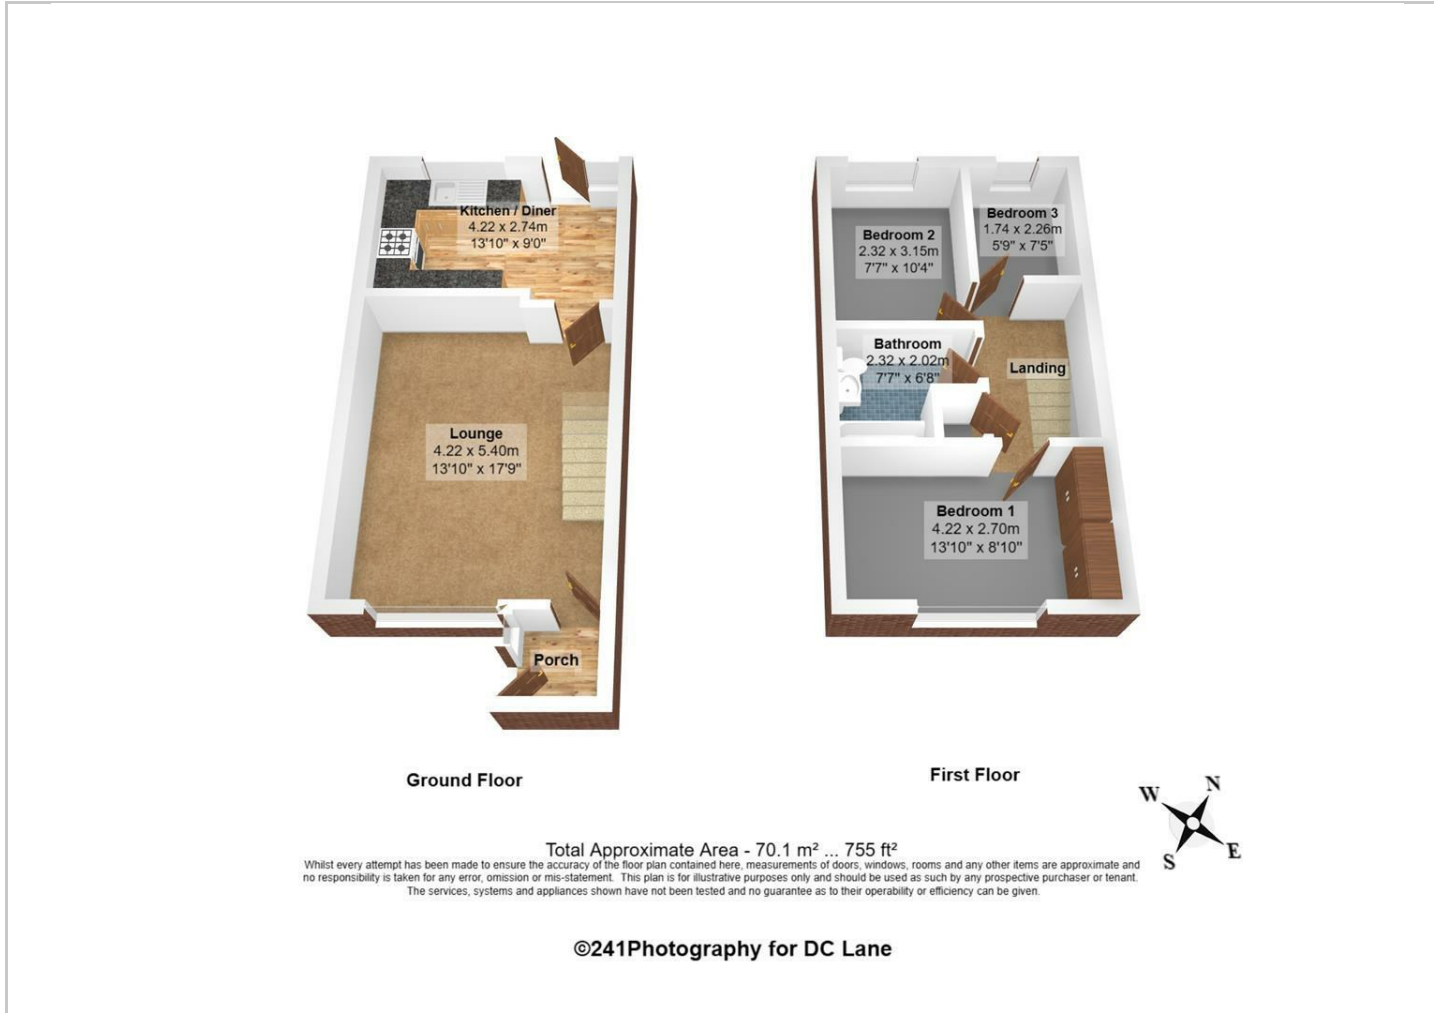 Kitchen / Diner
4.22 x 2.74m
13'10" x 9'0"
Lounge
4.22 x 5.40m
13'10" x 17'9"
Porch
Ground Floor
Bedroom 2
2.32 x 3.15m
7'7" x 10'4"
Bedroom 3
1.74 x 2.26m
5'9" x 7'5"
Bathroom
2.32 x 2.02m
7'7" x 6'8"
Landing
Bedroom 1
4.22 x 2.70m
13'10" x 8'10"
First Floor
N
W
E
S
Total Approximate Area - 70.1 m² ... 755 ft²
Whilst every attempt has been made to ensure the accuracy of the floor plan contained here, measurements of doors, windows, rooms and any other items are approximate and
no responsibility is taken for any error, omission or mis-statement. This plan is for illustrative purposes only and should be used as such by any prospective purchaser or tenant.
The services, systems and appliances shown have not been tested and no guarantee as to their operability or efficiency can be given.
©241Photography for DC Lane